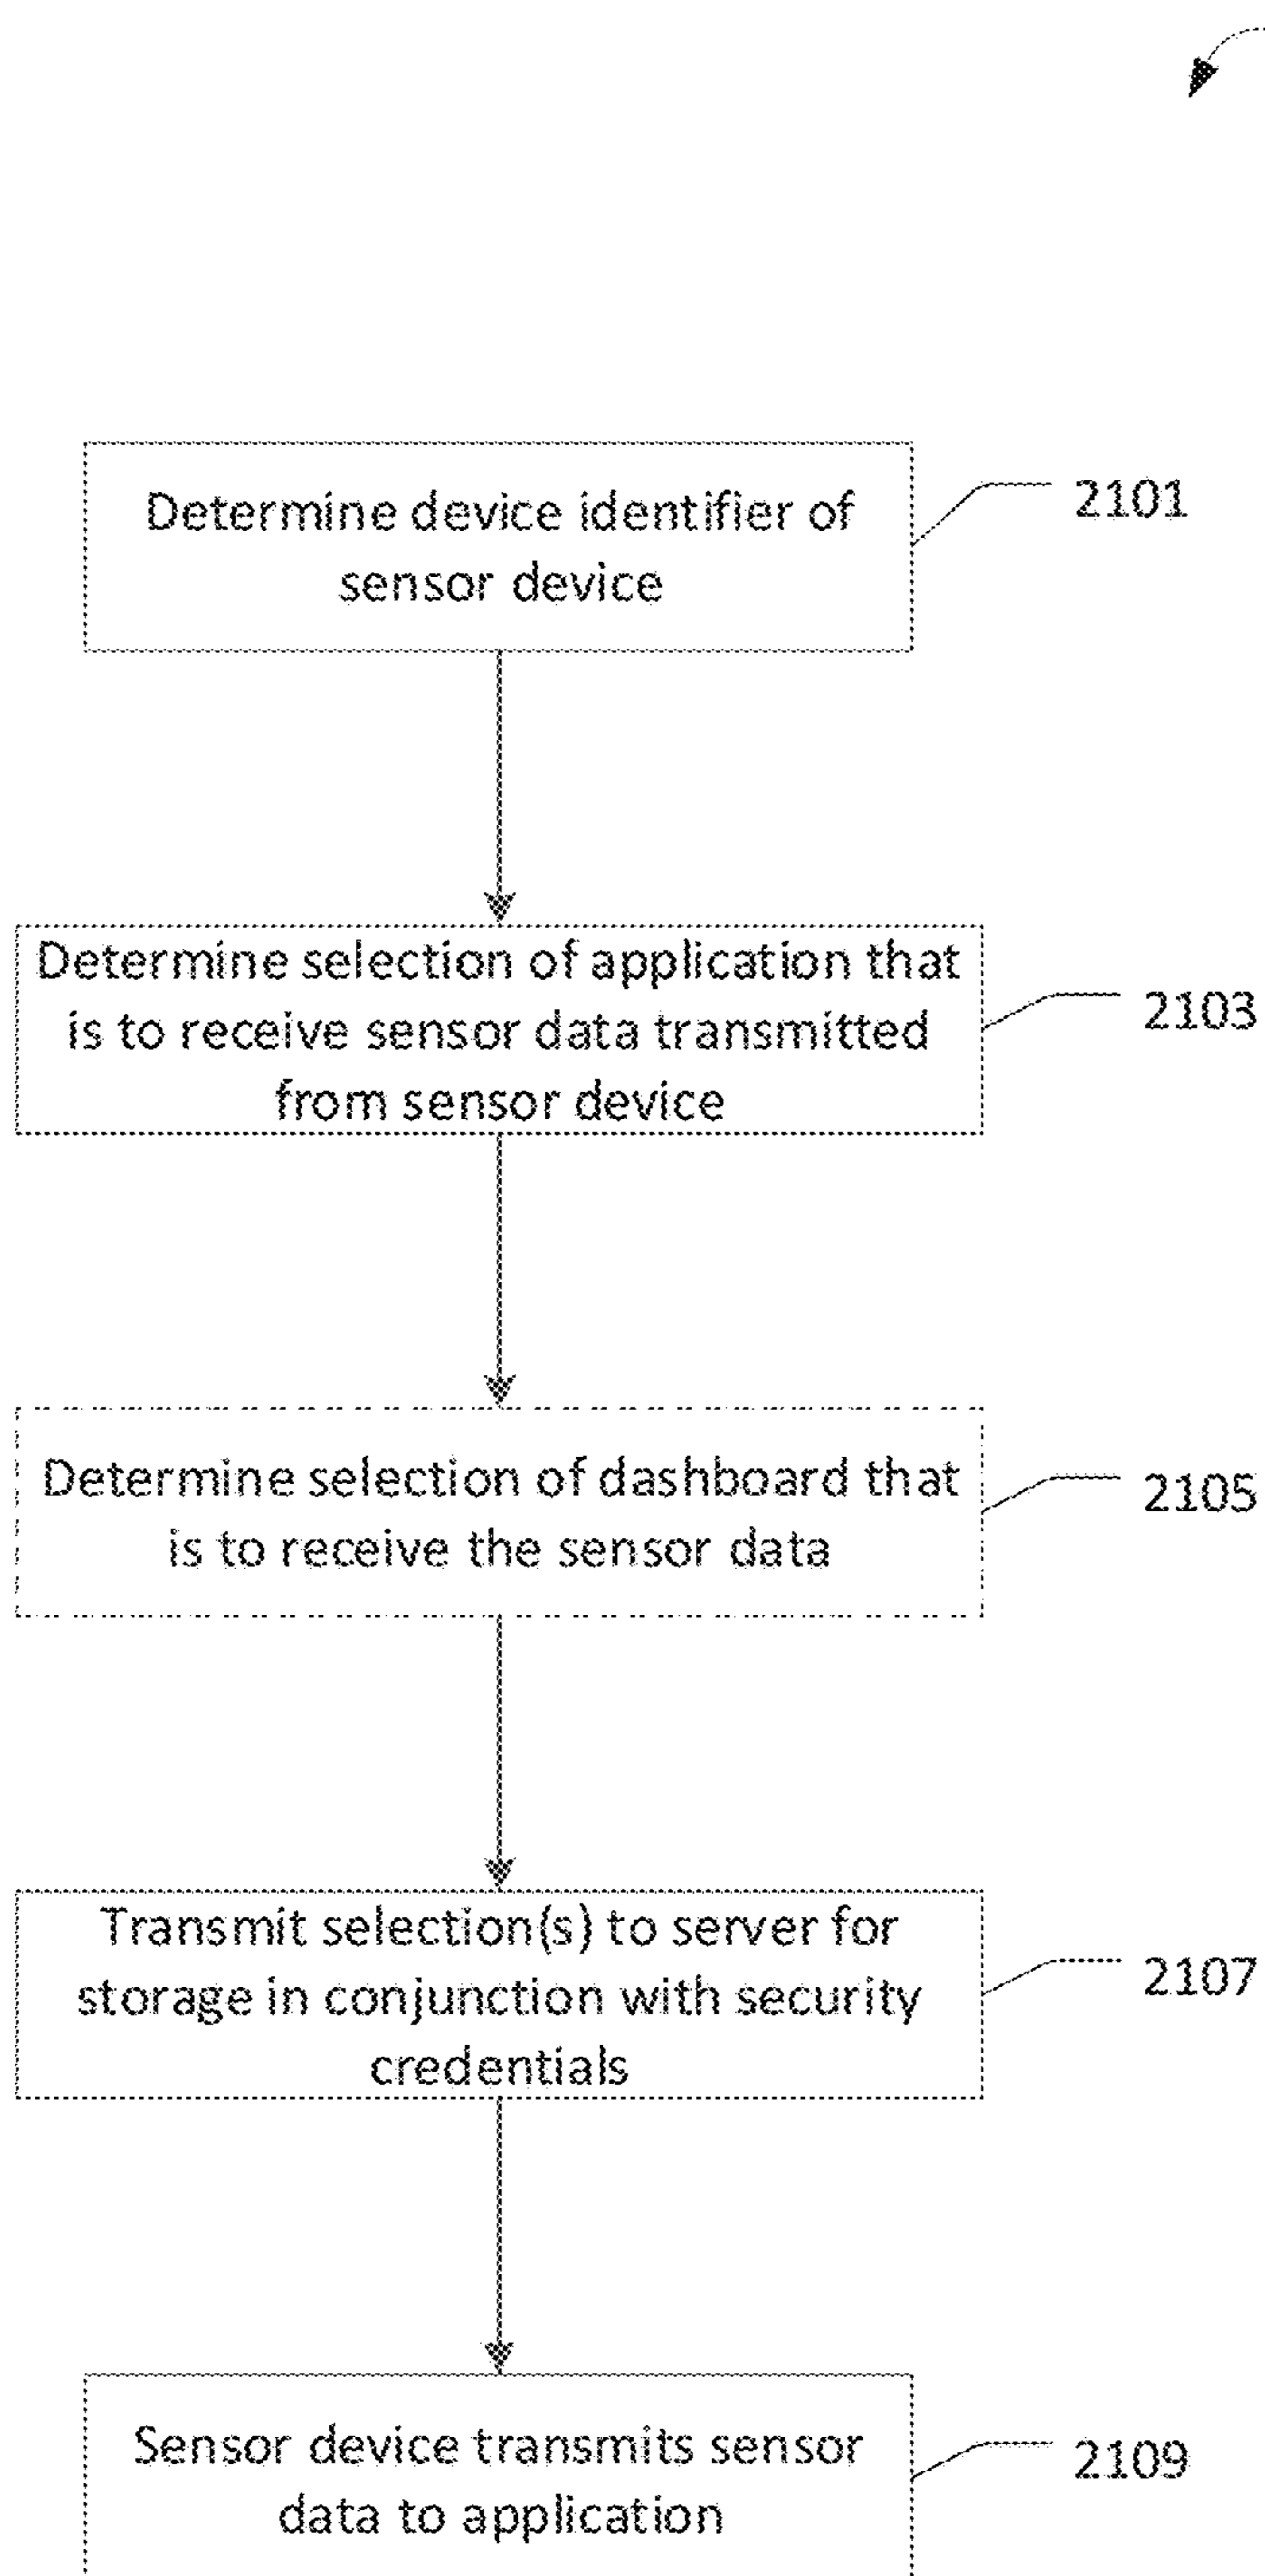 Determine device identifier of
sensor device
2101
Determine selection of application that
is to receive sensor data transmitted
from sensor device
2103
Determine selection of dashboard that
is to receive the sensor data
2105
Transmit selection(s) to server for
storage in conjunction with security
credentials
2107
Sensor device transmits sensor
data to application
2109